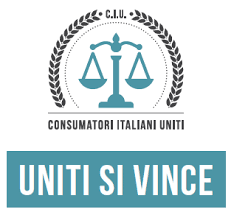 • C.I.U. •
CONSUMATORI ITALIANI UNITI
UNITI SI VINCE